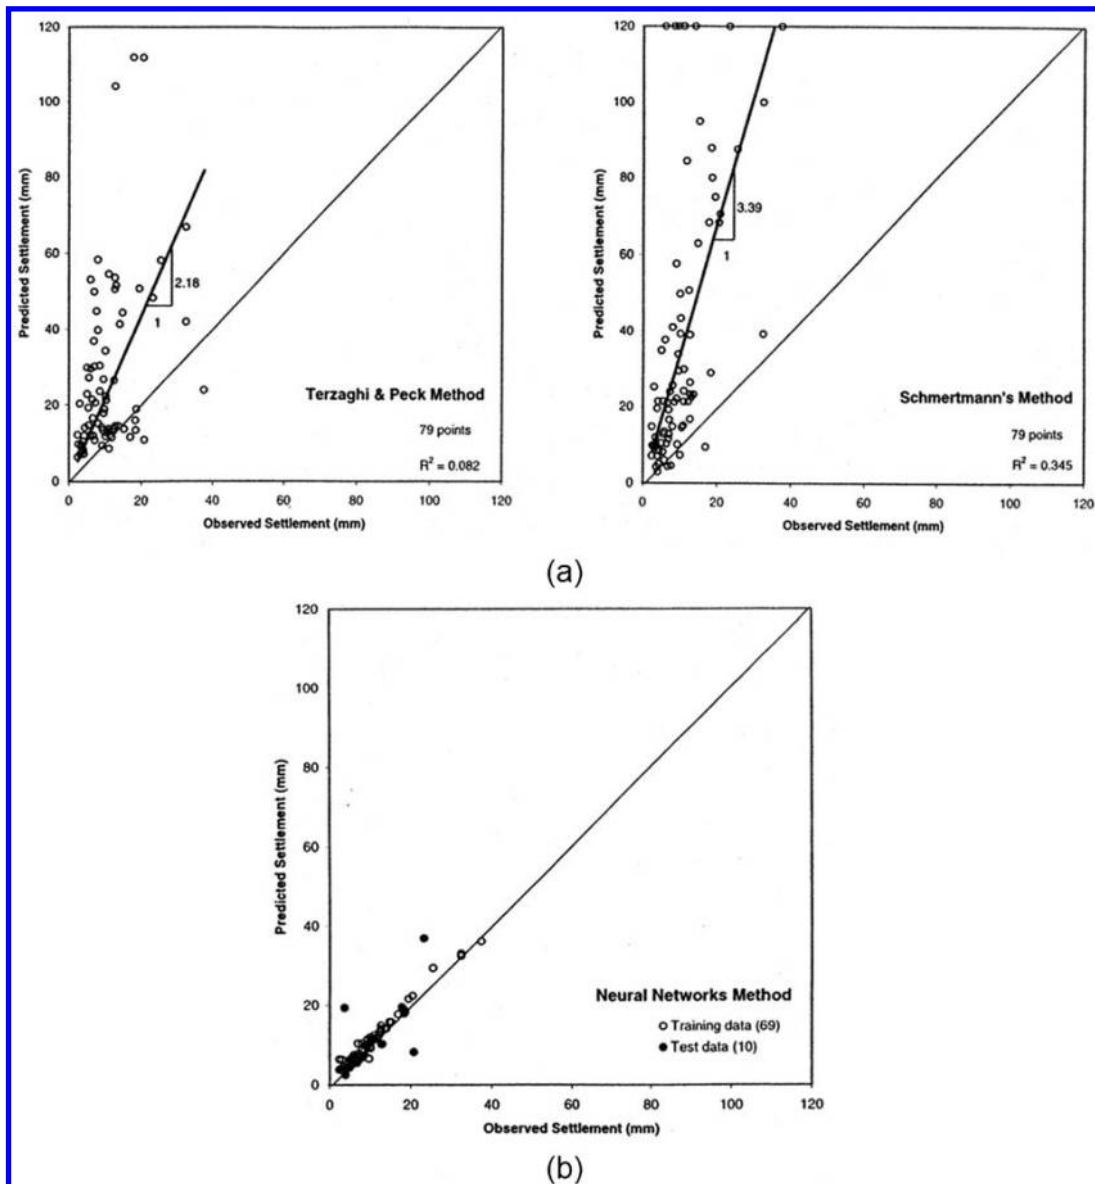 120
100
80
60
40
20
0
Predicted Settlement (mm)
2.18
1
Terzaghi & Peck Method
79 points
R² = 0.082
0 20 40 60 80 100 120
Observed Settlement (mm)
120
100
80
60
40
20
0
Predicted Settlement (mm)
3.39
1
Schmertmann's Method
79 points
R² = 0.345
0 20 40 60 80 100 120
Observed Settlement (mm)
(a)
120
100
80
60
40
20
0
Predicted Settlement (mm)
Neural Networks Method
Training data (69)
Test data (10)
0 20 40 60 80 100 120
Observed Settlement (mm)
(b)